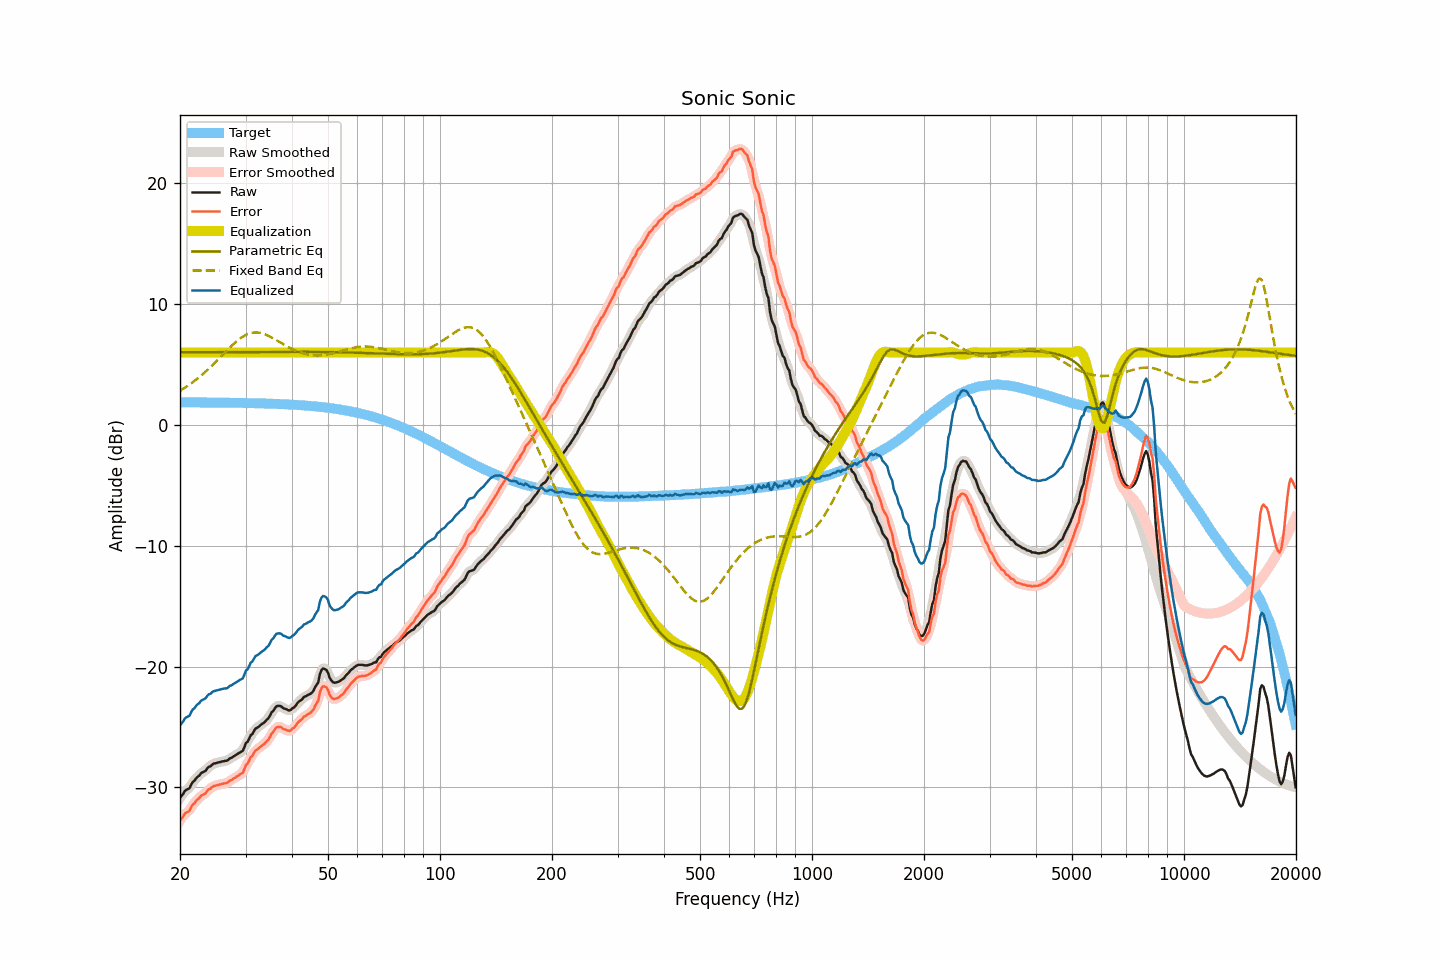 Sonic Sonic
Target
Raw Smoothed
Error Smoothed
Raw
Error
Equalization
Parametric Eq
Fixed Band Eq
Equalized
Amplitude (dBr)
20
10
0
−10
−20
−30
20 50 100 200 500 1000 2000 5000 10000 20000
Frequency (Hz)